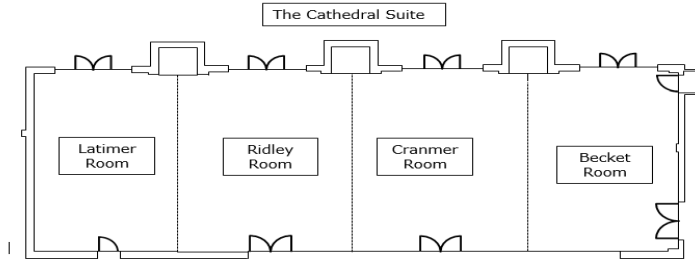 The Cathedral Suite
Latimer
Room
Ridley
Room
Cranmer
Room
Becket
Room